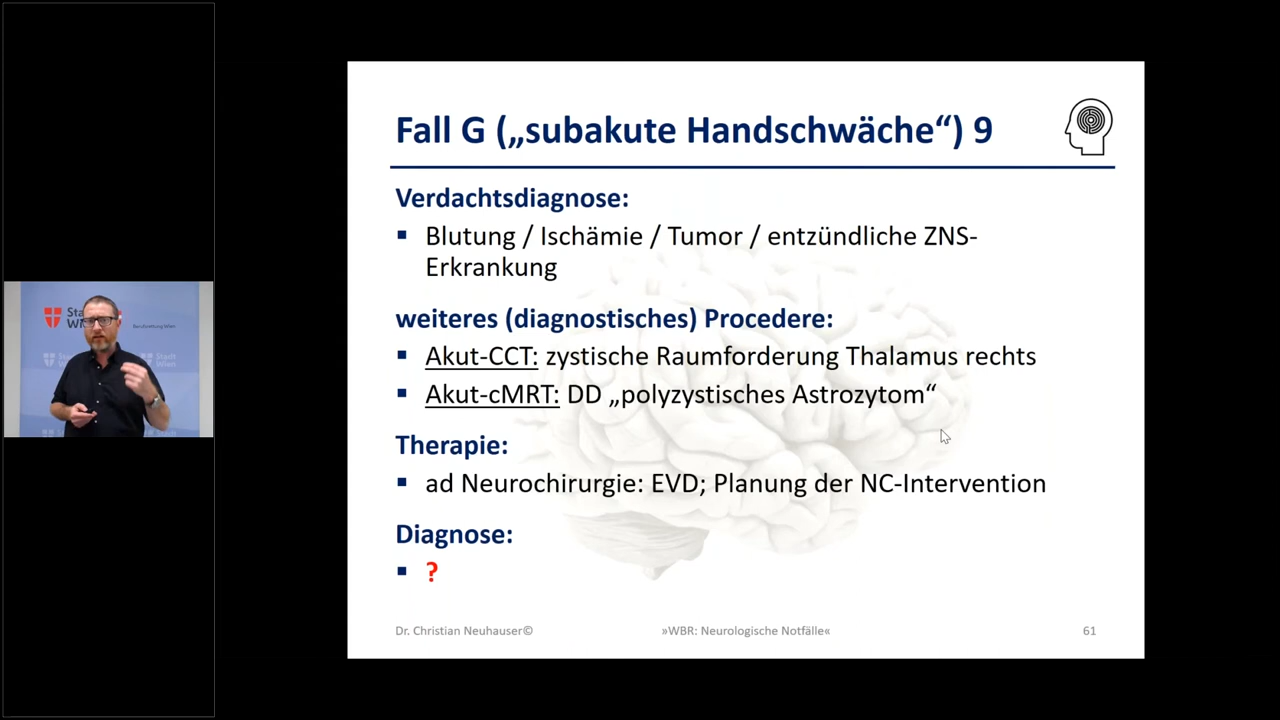 Fall G („subakute Handschwäche“) 9
Verdachtsdiagnose:
▪ Blutung / Ischämie / Tumor / entzündliche ZNS-
Erkrankung
weiteres (diagnostisches) Procedere:
▪ Akut-CCT: zystische Raumforderung Thalamus rechts
▪ Akut-cMRT: DD „polyzystisches Astrozytom“
Therapie:
▪ ad Neurochirurgie: EVD; Planung der NC-Intervention
Diagnose:
▪ ?
Dr. Christian Neuhauser© »WBR: Neurologische Notfälle« 61
Stadt
Wien